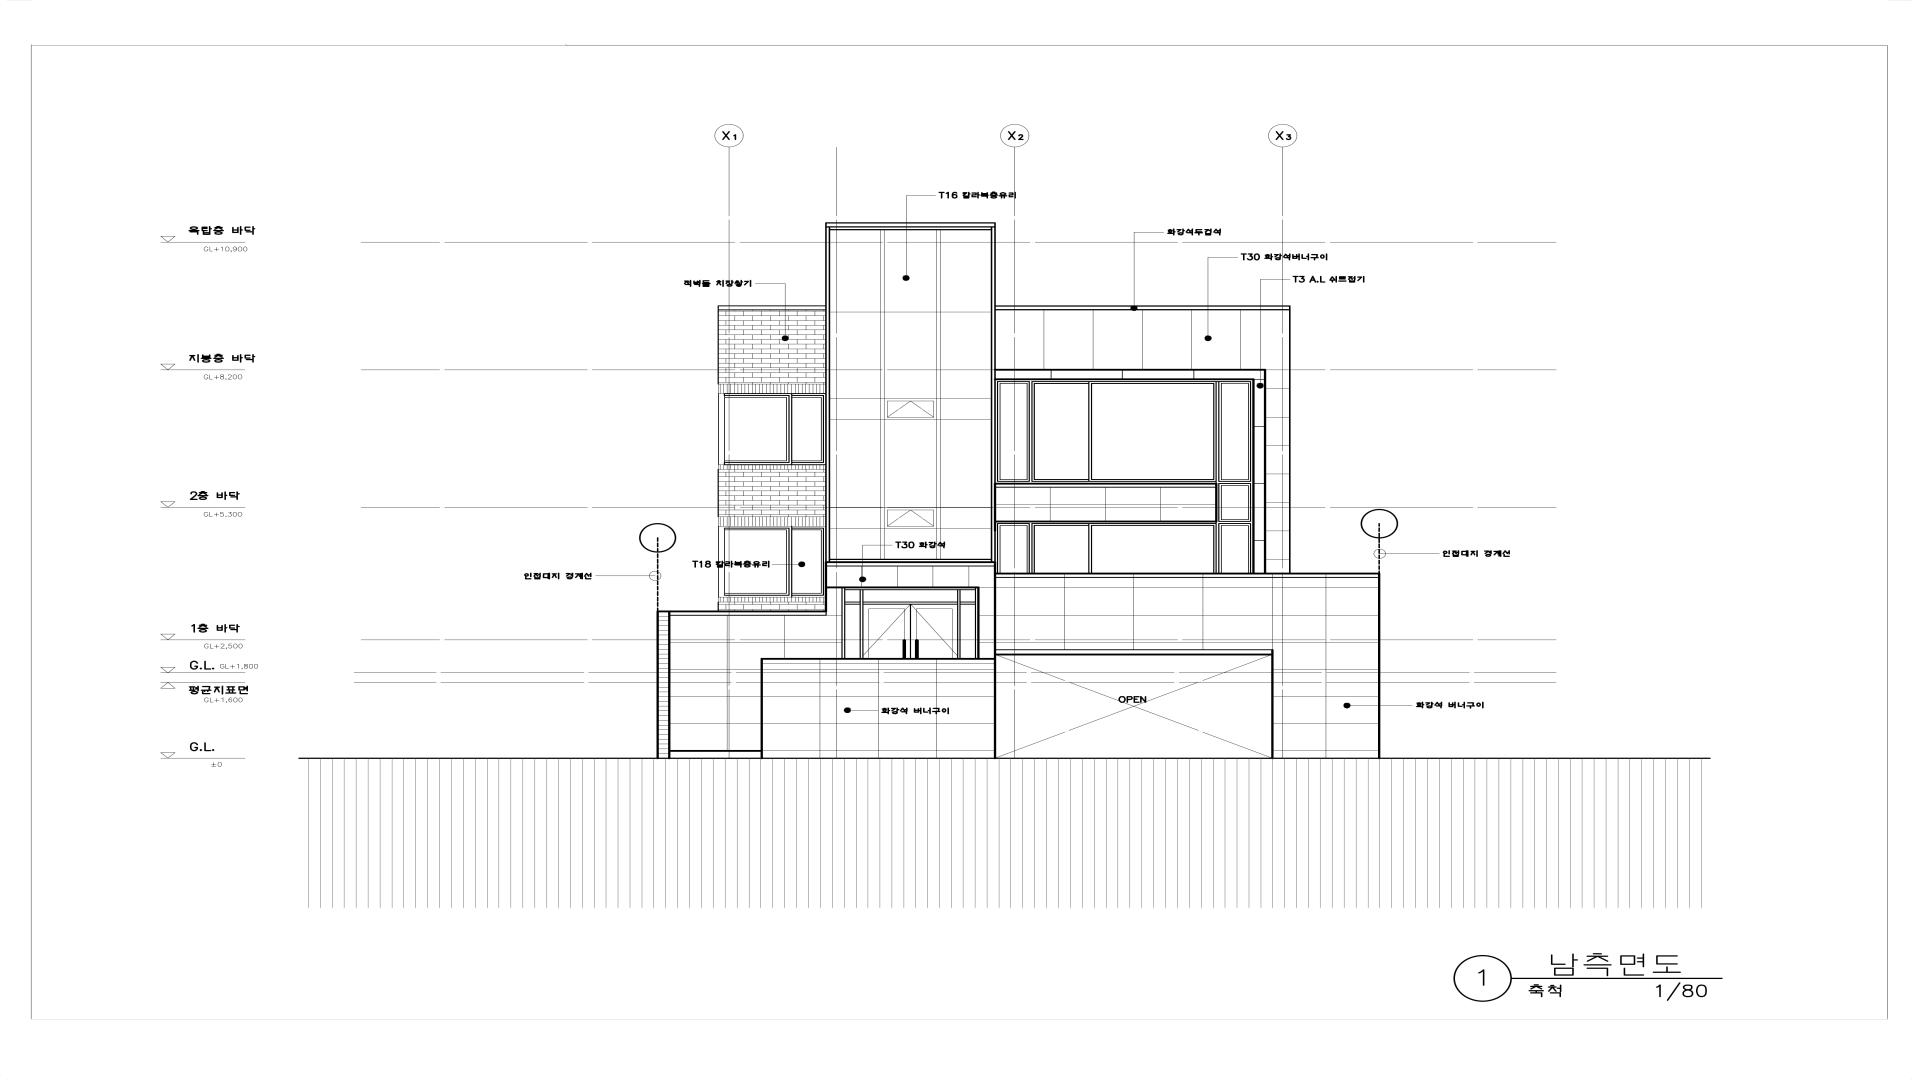 X1
X2
X3
T16 칼라복층유리
옥탑층 바닥
GL+10,900
화강석두겁석
T30 화강석버너구이
T3 A.L 쉬트접기
적벽돌 치장쌓기
지붕층 바닥
GL+8,200
2층 바닥
GL+5,300
T30 화강석
인접대지 경계선
T18 칼라복층유리
인접대지 경계선
1층 바닥
GL+2,500
G.L. GL+1,800
평균지표면
GL+1,600
OPEN
화강석 버너구이
화강석 버너구이
G.L.
±0
1
남측면도
축척 1/80